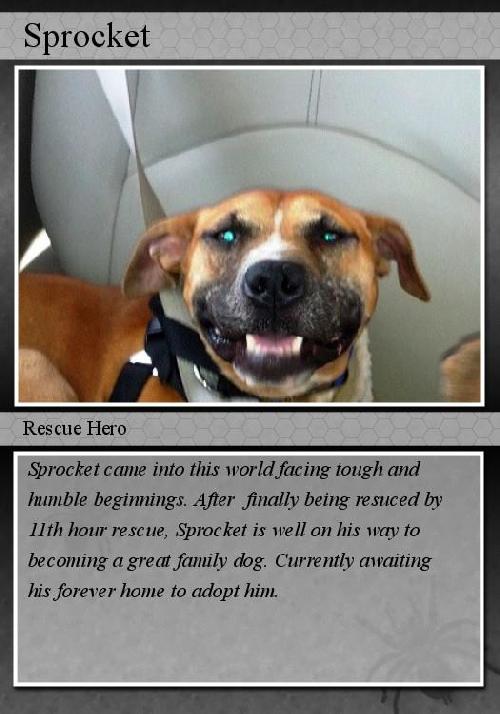 Sprocket
Rescue Hero
Sprocket came into this world facing tough and
humble beginnings. After finally being resuced by
11th hour rescue, Sprocket is well on his way to
becoming a great family dog. Currently awaiting
his forever home to adopt him.